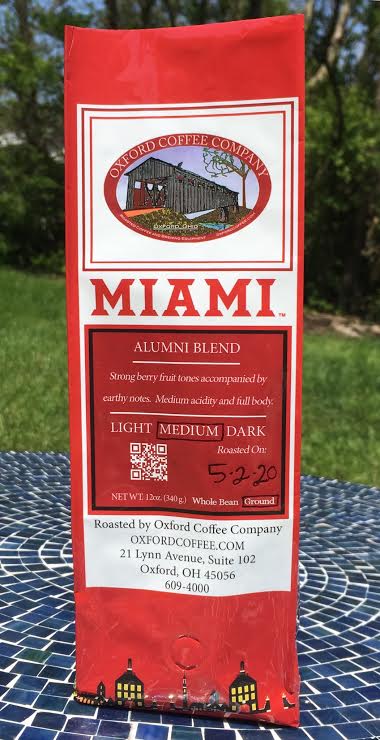 OXFORD COFFEE COMPANY
OXFORD, OHIO
MIAMI™
ALUMNI BLEND
Strong berry fruit tones accompanied by
earthy notes. Medium acidity and full body.
LIGHT MEDIUM DARK
Roasted On:
5-2-20
NET WT. 12oz. (340 g.) Whole Bean Ground
Roasted by Oxford Coffee Company
OXFORDCOFFEE.COM
21 Lynn Avenue, Suite 102
Oxford, OH 45056
609-4000